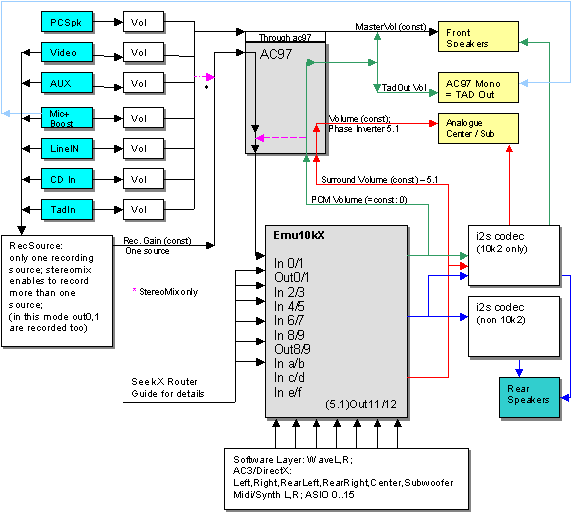 PCSpk
Vol
Video
Vol
AUX
Vol
Mic+
Boost
Vol
LineIN
Vol
CD In
Vol
TadIn
Vol
*
Through ac97
AC97
MasterVol (const)
Front
Speakers
TadOut Vol
AC97 Mono
= TAD Out
Volume (const);
Phase Inverter 5.1
Analogue
Center / Sub
Surround Volume (const) – 5.1
PCM Volume (=const: 0)
RecSource:
only one recording
source; stereomix
enables to record
more than one
source;
(in this mode out0,1
are recorded too)
Rec. Gain (const)
One source
* StereoMix only
Emu10kX
In 0/1
Out0/1
In 2/3
In 4/5
In 6/7
In 8/9
Out8/9
In a/b
In c/d
In e/f
(5.1)Out11/12
i2s codec
(10k2 only)
i2s codec
(non 10k2)
Rear
Speakers
SeekX Router
Guide for details
Software Layer: WaveL,R;
AC3/DirectX:
Left,Right,RearLeft,RearRight,Center,Subwoofer
Midi/Synth L,R; ASIO 0..15